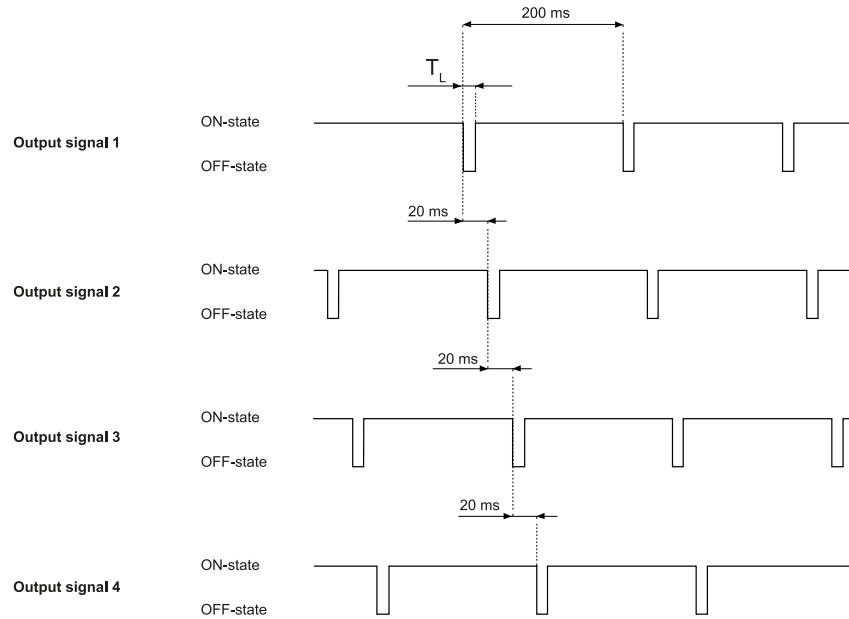 200 ms
T_L
ON-state
Output signal 1
OFF-state
20 ms
ON-state
Output signal 2
OFF-state
20 ms
ON-state
Output signal 3
OFF-state
20 ms
ON-state
Output signal 4
OFF-state